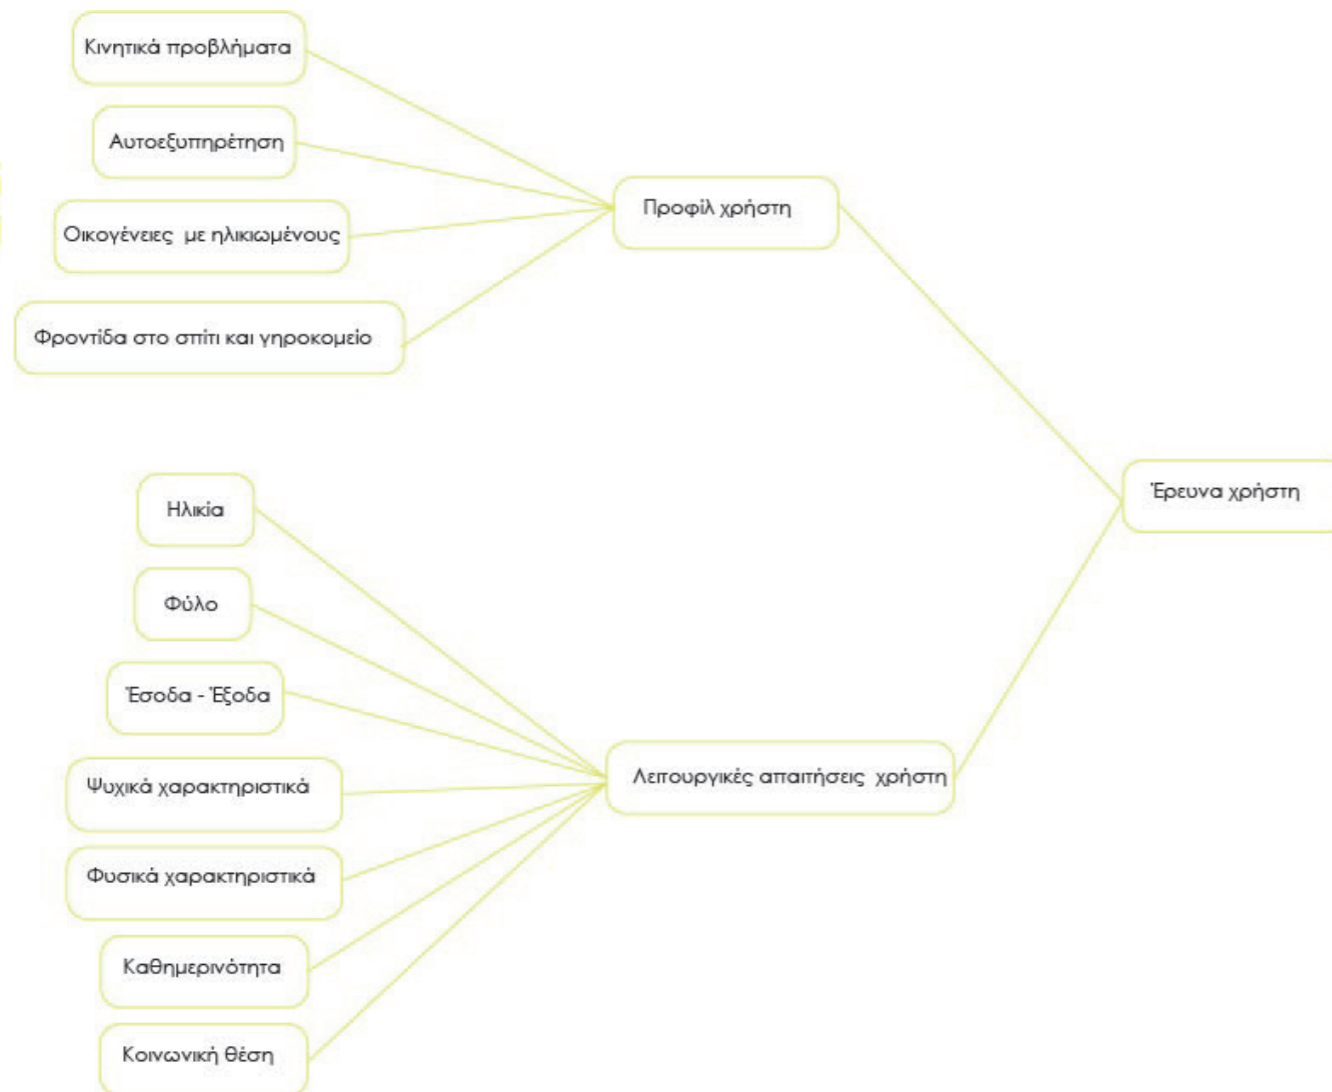 Κινητικά προβλήματα
Αυτοεξυπηρέτηση
Οικογένειες με ηλικιωμένους
Φροντίδα στο σπίτι και γηροκομείο
Προφίλ χρήστη
Έρευνα χρήστη
Ηλικία
Φύλο
Έσοδα - Έξοδα
Ψυχικά χαρακτηριστικά
Φυσικά χαρακτηριστικά
Καθημερινότητα
Κοινωνική θέση
Λειτουργικές απαιτήσεις χρήστη